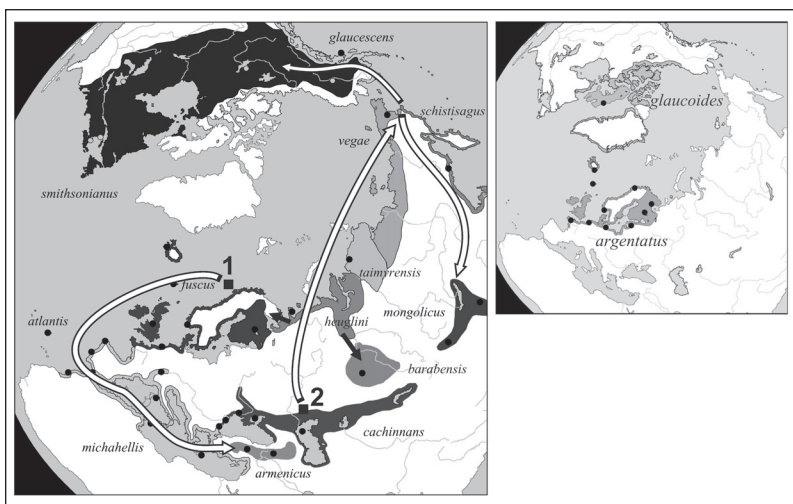 glaucescens
schistisagus
vegae
smithsonianus
1
fuscus
taimyrensis
mongolicus
atlantis
heuglini
barabensis
2
cachinnans
michahellis
armenicus
glaucoides
argentatus